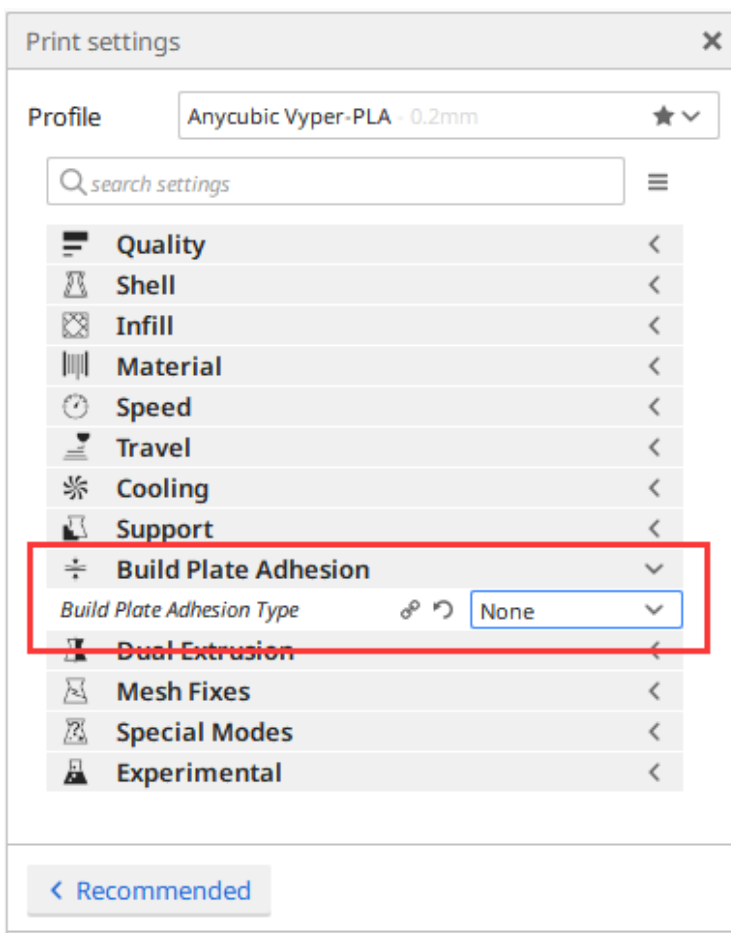 Print settings
Profile
Anycubic Vyper-PLA - 0.2mm
search settings
Quality
Shell
Infill
Material
Speed
Travel
Cooling
Support
Build Plate Adhesion
Build Plate Adhesion Type None
Dual Extrusion
Mesh Fixes
Special Modes
Experimental
Recommended